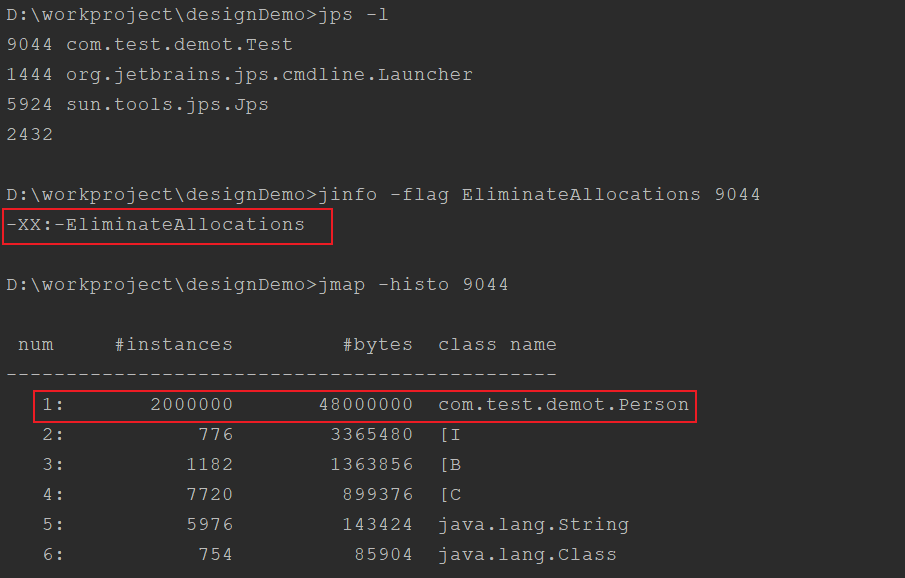 D:\workproject\designDemo>jps -l
9044 com.test.demot.Test
1444 org.jetbrains.jps.cmdline.Launcher
5924 sun.tools.jps.Jps
2432
D:\workproject\designDemo>jinfo -flag EliminateAllocations 9044
-XX:-EliminateAllocations
D:\workproject\designDemo>jmap -histo 9044
num #instances #bytes class name
----------------------------------------------
1: 2000000 48000000 com.test.demot.Person
2: 776 3365480 [I
3: 1182 1363856 [B
4: 7720 899376 [C
5: 5976 143424 java.lang.String
6: 754 85904 java.lang.Class